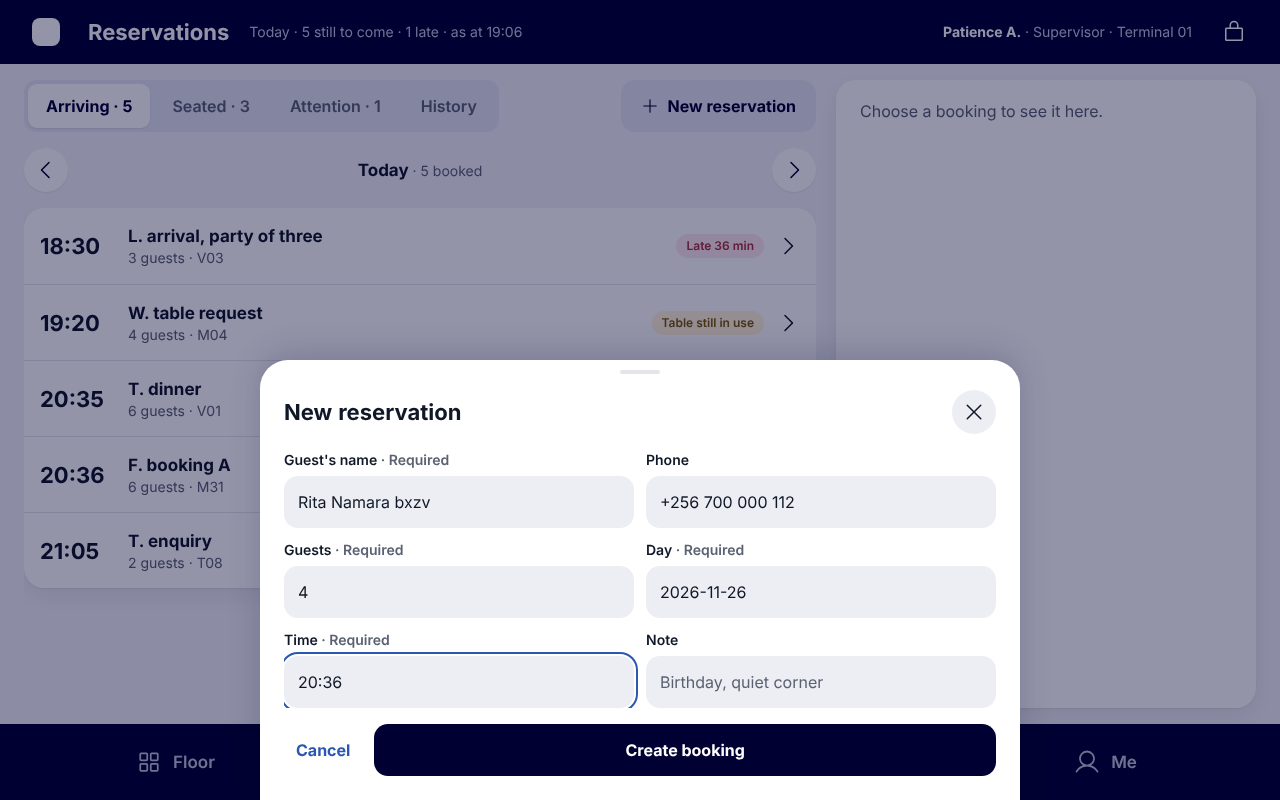 Reservations
Today · 5 still to come · 1 late · as at 19:06
Patience A. · Supervisor · Terminal 01
Arriving · 5
Seated · 3
Attention · 1
History
New reservation
Choose a booking to see it here.
Today · 5 booked
18:30
L. arrival, party of three
3 guests · V03
Late 36 min
19:20
W. table request
4 guests · M04
Table still in use
20:35
T. dinner
6 guests · V01
20:36
F. booking A
6 guests · M31
21:05
T. enquiry
2 guests · T08
New reservation
Guest's name · Required
Phone
Rita Namara bxzv
+256 700 000 112
Guests · Required
Day · Required
4
2026-11-26
Time · Required
Note
20:36
Birthday, quiet corner
Cancel
Create booking
Floor
Me